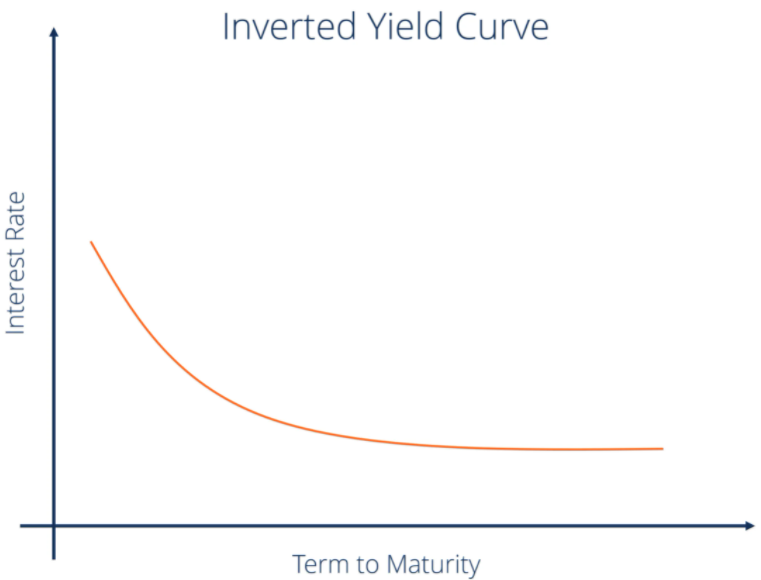 Inverted Yield Curve
Interest Rate
Term to Maturity